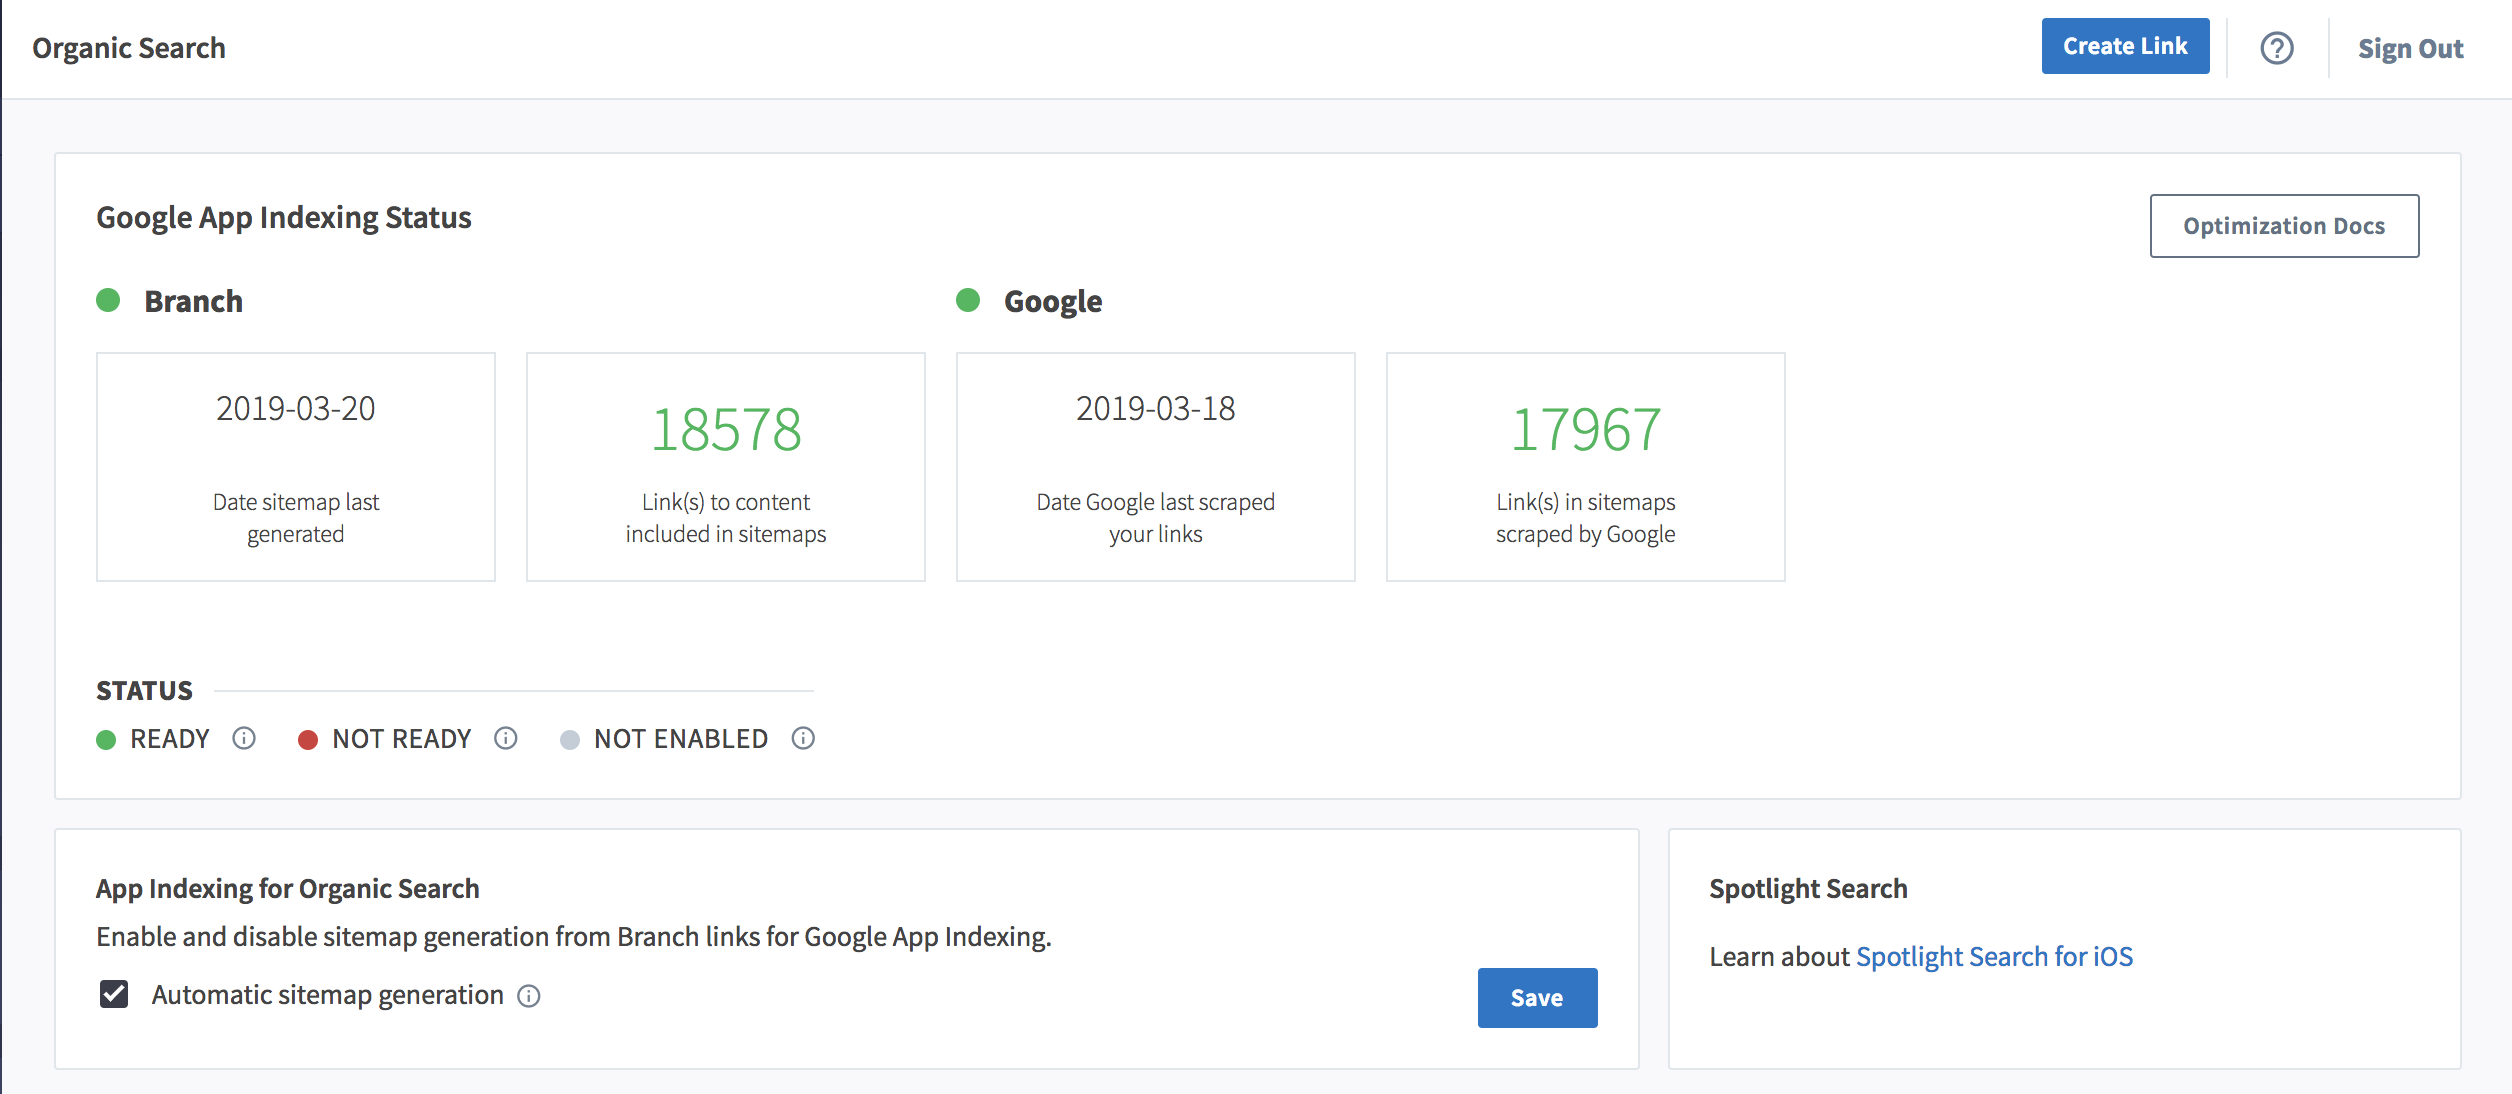 Organic Search
Create Link
Sign Out
Google App Indexing Status
Optimization Docs
Branch
Google
2019-03-20
Date sitemap last
generated
18578
Link(s) to content
included in sitemaps
2019-03-18
Date Google last scraped
your links
17967
Link(s) in sitemaps
scraped by Google
STATUS
READY
NOT READY
NOT ENABLED
App Indexing for Organic Search
Enable and disable sitemap generation from Branch links for Google App Indexing.
Automatic sitemap generation
Save
Spotlight Search
Learn about Spotlight Search for iOS